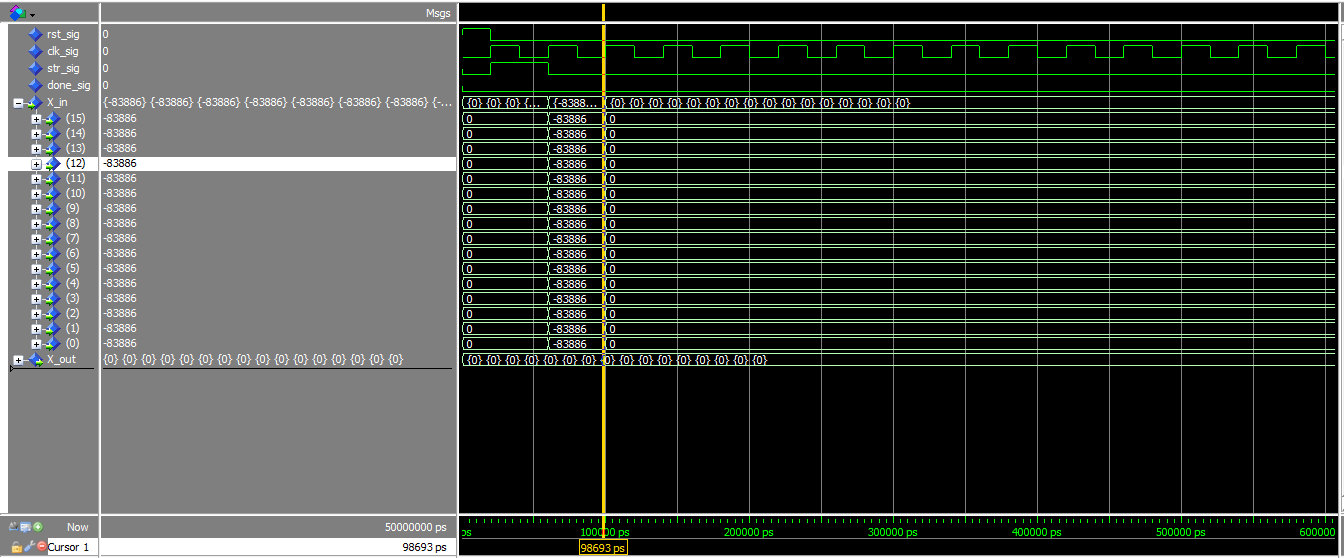 Msgs
rst_sig 0
clk_sig 0
str_sig 0
done_sig 0
X_in {-83886} {-83886} {-83886} {-83886} {-83886} {-83886} {-83886} {-... {0} {0} {0} {... {-8388... {0} {0} {0} {0} {0} {0} {0} {0} {0} {0} {0} {0} {0} {0} {0} {0}
(15) -83886 0 -83886 0
(14) -83886 0 -83886 0
(13) -83886 0 -83886 0
(12) -83886 0 -83886 0
(11) -83886 0 -83886 0
(10) -83886 0 -83886 0
(9) -83886 0 -83886 0
(8) -83886 0 -83886 0
(7) -83886 0 -83886 0
(6) -83886 0 -83886 0
(5) -83886 0 -83886 0
(4) -83886 0 -83886 0
(3) -83886 0 -83886 0
(2) -83886 0 -83886 0
(1) -83886 0 -83886 0
(0) -83886 0 -83886 0
X_out {0} {0} {0} {0} {0} {0} {0} {0} {0} {0} {0} {0} {0} {0} {0} {0} {0} {0} {0} {0} {0} {0} {0} {0} {0} {0} {0} {0} {0} {0} {0} {0}
Now 50000000 ps ps 100000 ps 200000 ps 300000 ps 400000 ps 500000 ps 600000
Cursor 1 98693 ps 98693 ps